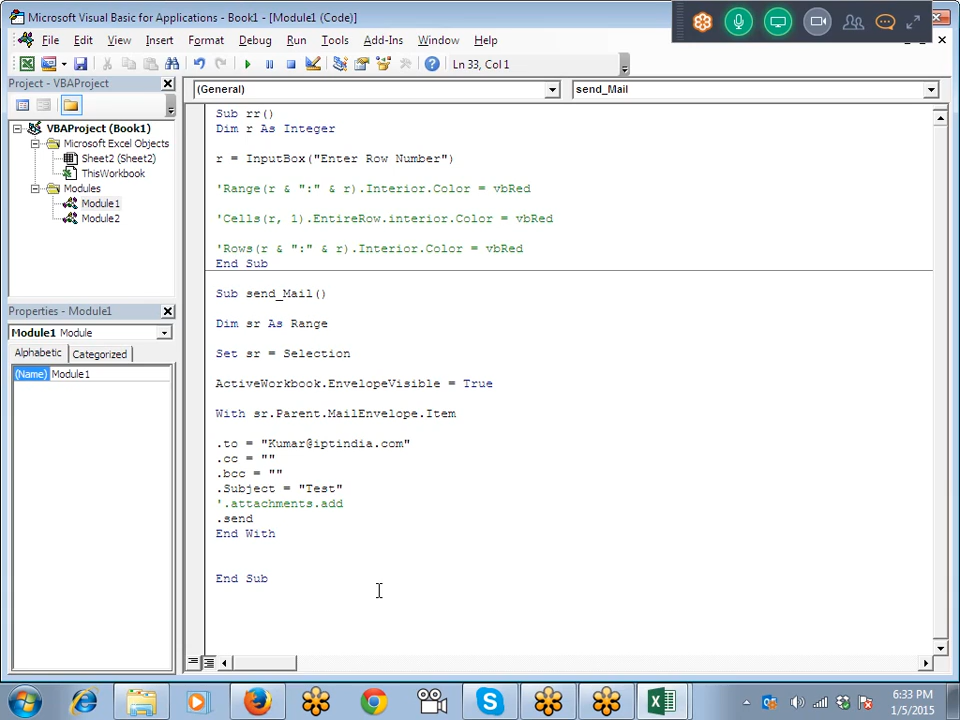 Microsoft Visual Basic for Applications - Book1 - [Module1 (Code)]
File Edit View Insert Format Debug Run Tools Add-Ins Window Help
Ln 33, Col 1
Project - VBAProject
(General)
send_Mail
VBAProject (Book1)
Microsoft Excel Objects
Sheet2 (Sheet2)
ThisWorkbook
Modules
Module1
Module2
Properties - Module1
Module1 Module
Alphabetic Categorized
(Name) Module1
Sub rr()
Dim r As Integer
r = InputBox("Enter Row Number")
'Range(r & ":" & r).Interior.Color = vbRed
'Cells(r, 1).EntireRow.interior.Color = vbRed
'Rows(r & ":" & r).Interior.Color = vbRed
End Sub
Sub send_Mail()
Dim sr As Range
Set sr = Selection
ActiveWorkbook.EnvelopeVisible = True
With sr.Parent.MailEnvelope.Item
.to = "Kumar@iptindia.com"
.cc = ""
.bcc = ""
.Subject = "Test"
'.attachments.add
.send
End With
End Sub
6:33 PM
1/5/2015